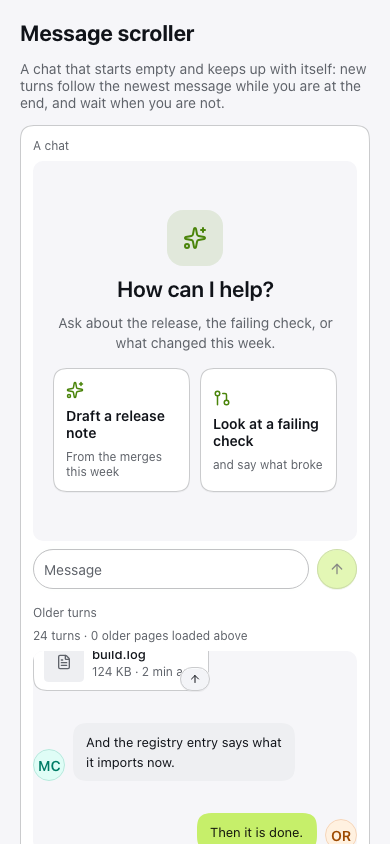 Message scroller
A chat that starts empty and keeps up with itself: new
turns follow the newest message while you are at the
end, and wait when you are not.
A chat
How can I help?
Ask about the release, the failing check, or
what changed this week.
Draft a release
note
From the merges
this week
Look at a failing
check
and say what broke
Message
Older turns
24 turns · 0 older pages loaded above
build.log
124 KB · 2 min
And the registry entry says what
it imports now.
MC
Then it is done.
OR